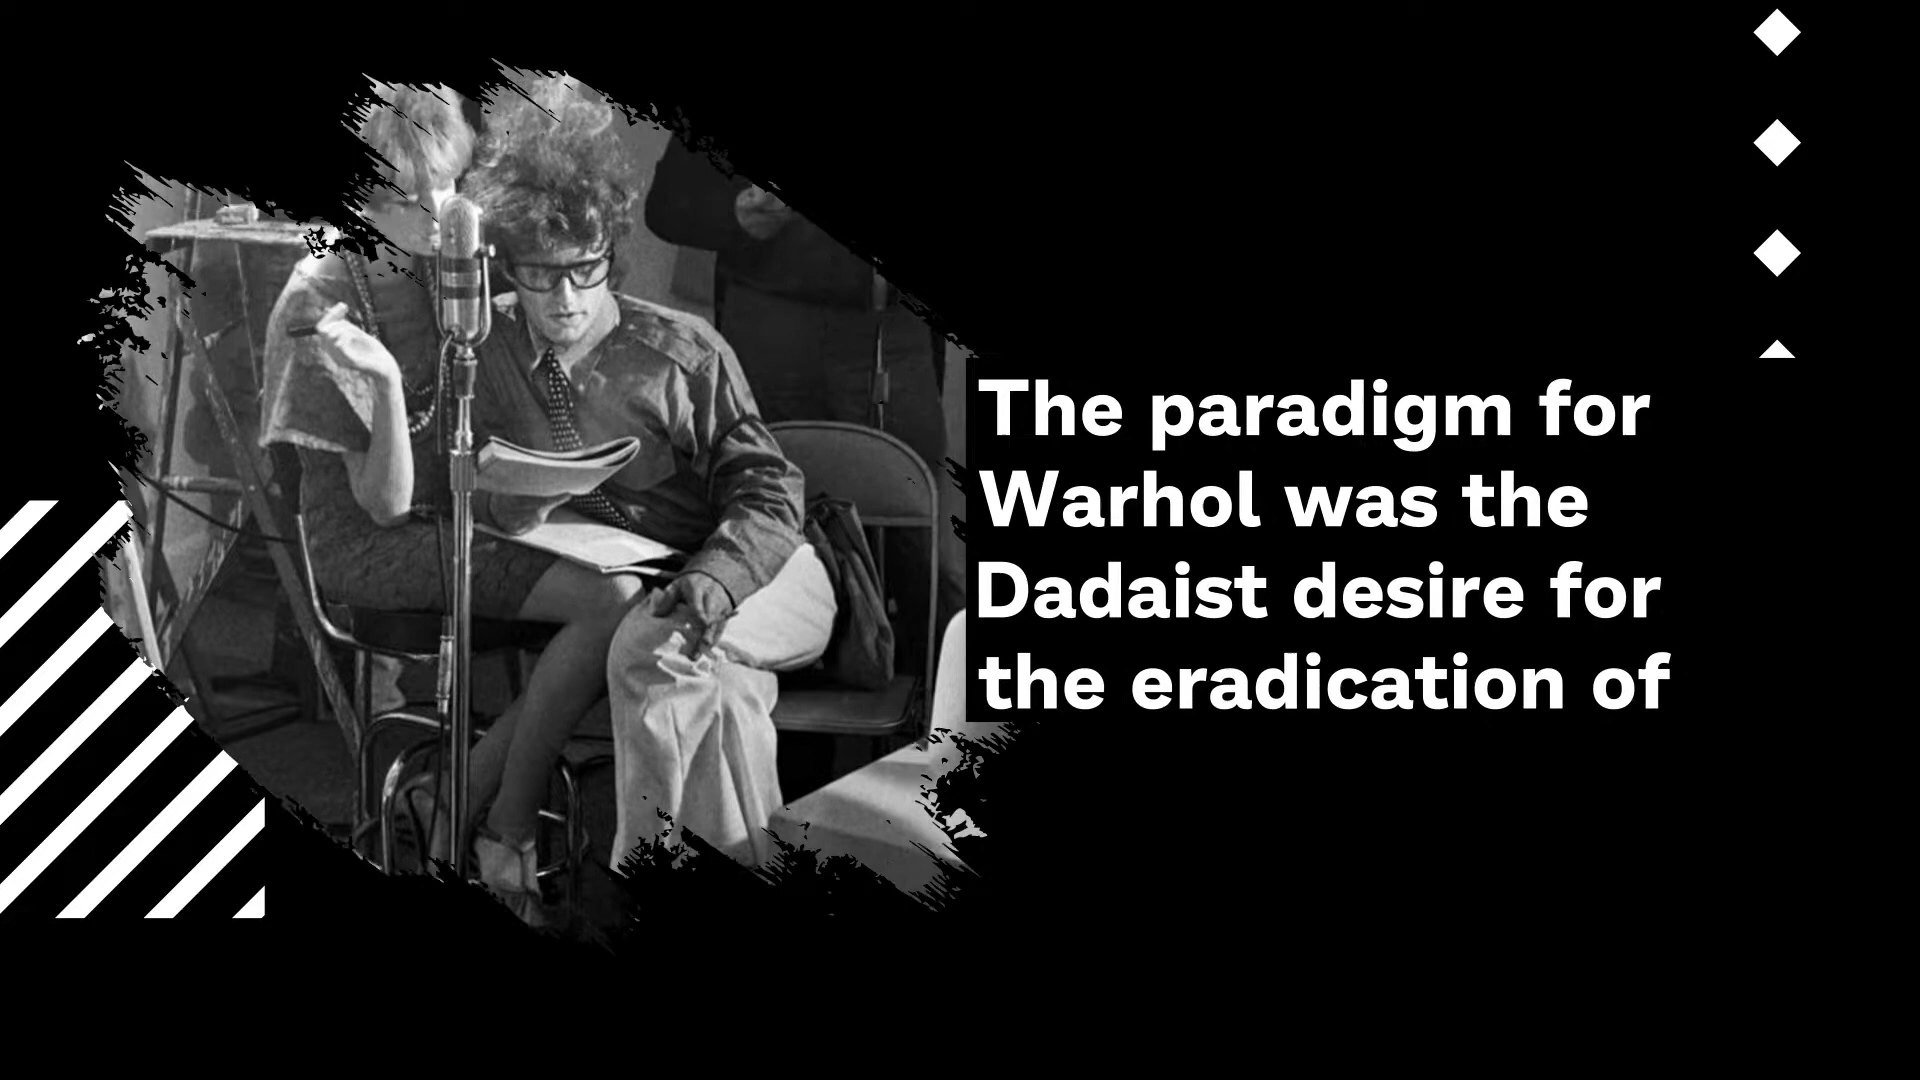 The paradigm for
Warhol was the
Dadaist desire for
the eradication of